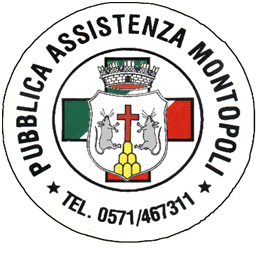 PUBBLICA ASSISTENZA MONTOPOLI
★ TEL. 0571/467311 ★